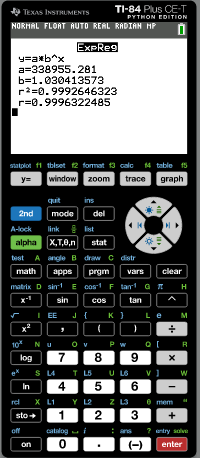 TEXAS INSTRUMENTS TI-84 Plus CE-T
PYTHON EDITION
NORMAL FLOAT AUTO REAL RADIAN MP
ExpReg
y=a*b^x
a=338955.281
b=1.030413573
r²=0.9992646323
r=0.9996322485
statplot f1 tblset f2 format f3 calc f4 table f5
y= window zoom trace graph
quit ins
2nd mode del
A-lock link list
alpha X,T,θ,n stat
test A angle B draw C distr
math apps prgm vars clear
matrix D sin⁻¹ E cos⁻¹ F tan⁻¹ G π H
x⁻¹ sin cos tan ^
√ I EE J { K } L e M
x² , ( ) ÷
10ˣ N u O v P w Q [ R
log 7 8 9 ×
eˣ S L4 T L5 U L6 V ] W
ln 4 5 6 −
rcl X L1 Y L2 Z L3 θ mem "
sto→ 1 2 3 +
off catalog i : ans ? entry solve
on 0 . (−) enter